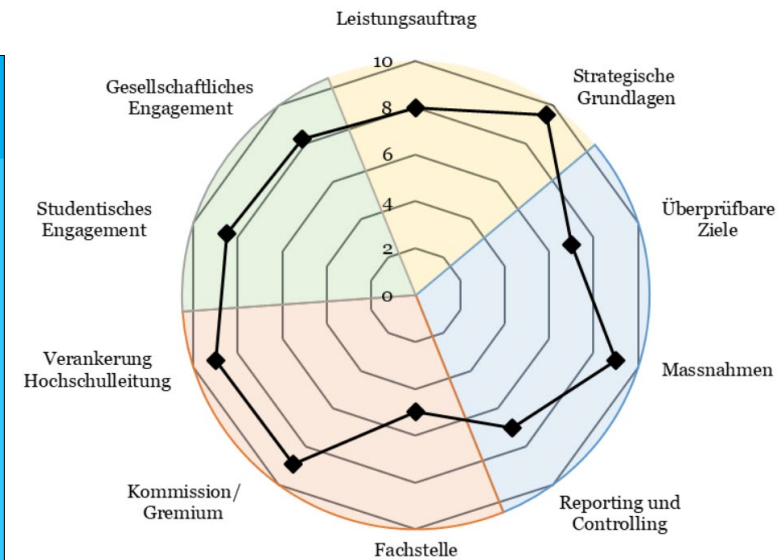 Leistungsauftrag
Strategische
Grundlagen
Überprüfbare
Ziele
Massnahmen
Reporting und
Controlling
Fachstelle
Kommission/
Gremium
Verankerung
Hochschulleitung
Studentisches
Engagement
Gesellschaftliches
Engagement
10
8
6
4
2
0